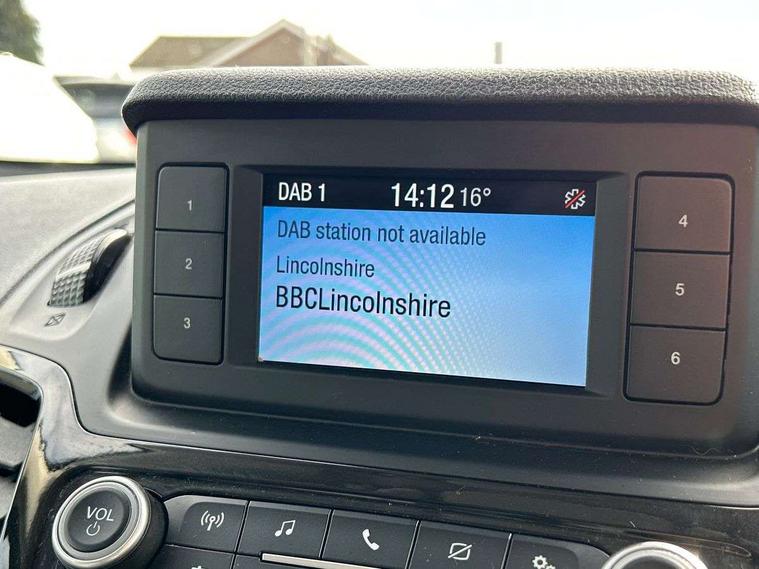 DAB 1 14:12 16°
DAB station not available
Lincolnshire
BBCLincolnshire
1
2
3
4
5
6
VOL